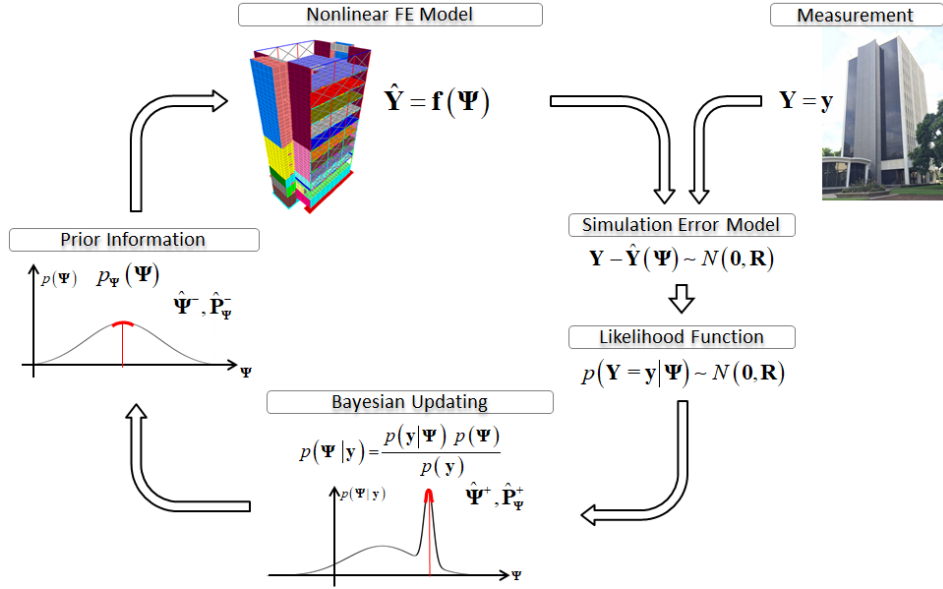 Nonlinear FE Model
Measurement
Ŷ = f(Ψ)
Y = y
Prior Information
Simulation Error Model
p(Ψ) p_Ψ(Ψ)
Y − Ŷ(Ψ) ~ N(0, R)
Ψ̂⁻, P̂_Ψ⁻
Likelihood Function
Ψ
p(Y = y|Ψ) ~ N(0, R)
Bayesian Updating
p(Ψ|y) = p(y|Ψ) p(Ψ) / p(y)
p(Ψ|y)
Ψ̂⁺, P̂_Ψ⁺
Ψ